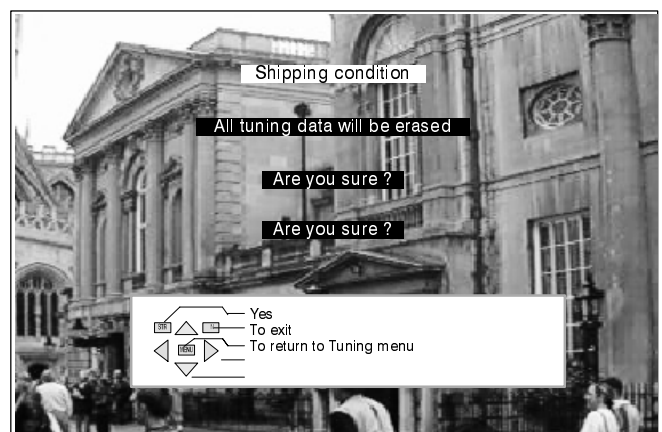 Shipping condition
All tuning data will be erased
Are you sure ?
Are you sure ?
Yes
STR
To exit
MENU
To return to Tuning menu